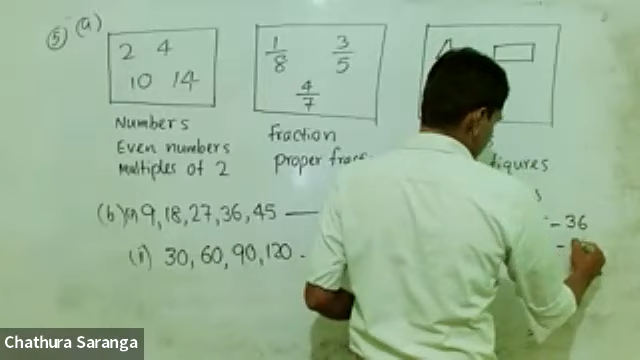 ⑤ (a)
2 4
10 14
1/8 3/5
4/7
Numbers
Even numbers
Multiples of 2
fraction
proper
figures
(b) (i) 9, 18, 27, 36, 45 — – 36
(ii) 30, 60, 90, 120 -
Chathura Saranga